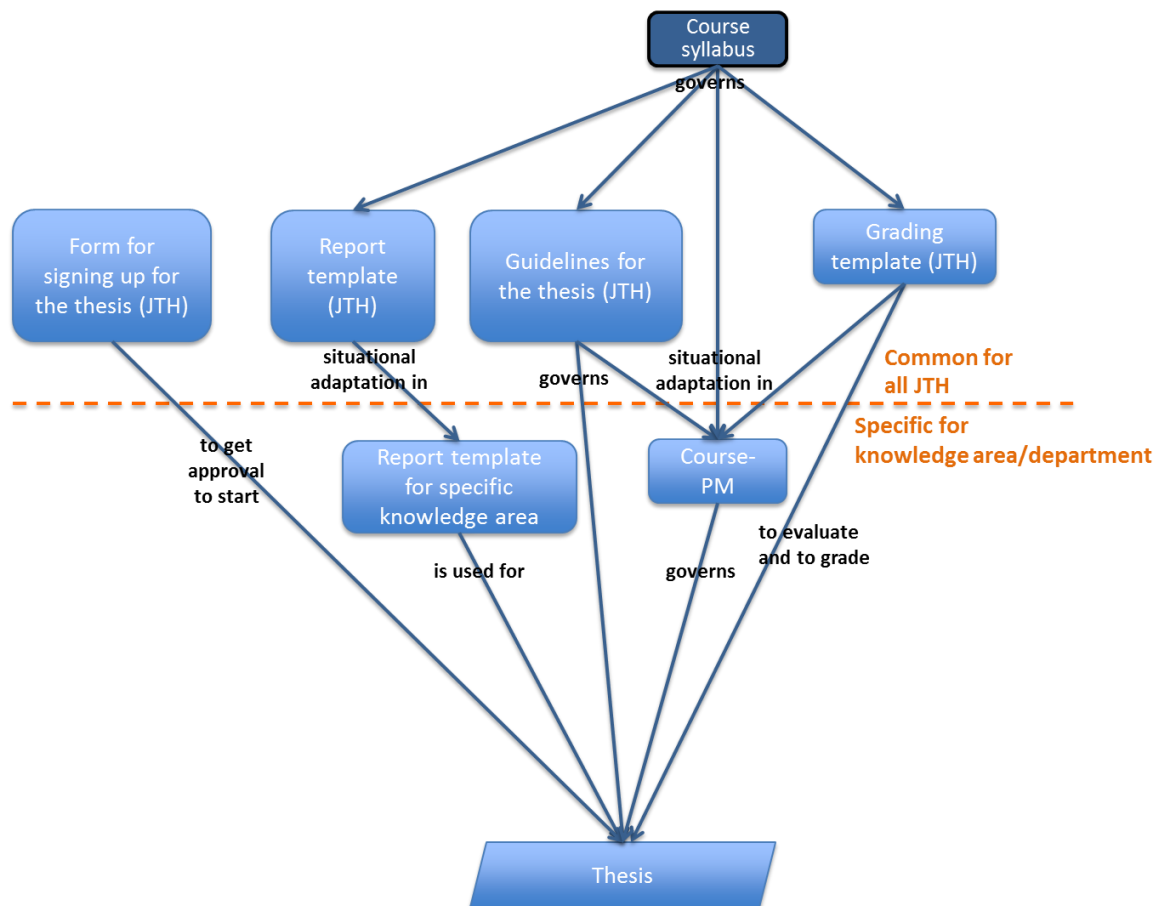 Course
syllabus
governs
Form for
signing up for
the thesis (JTH)
Report
template
(JTH)
Guidelines for
the thesis (JTH)
Grading
template (JTH)
situational
adaptation in
governs
situational
adaptation in
Common for
all JTH
Specific for
knowledge area/department
to get
approval
to start
Report template
for specific
knowledge area
Course-
PM
is used for
governs
to evaluate
and to grade
Thesis